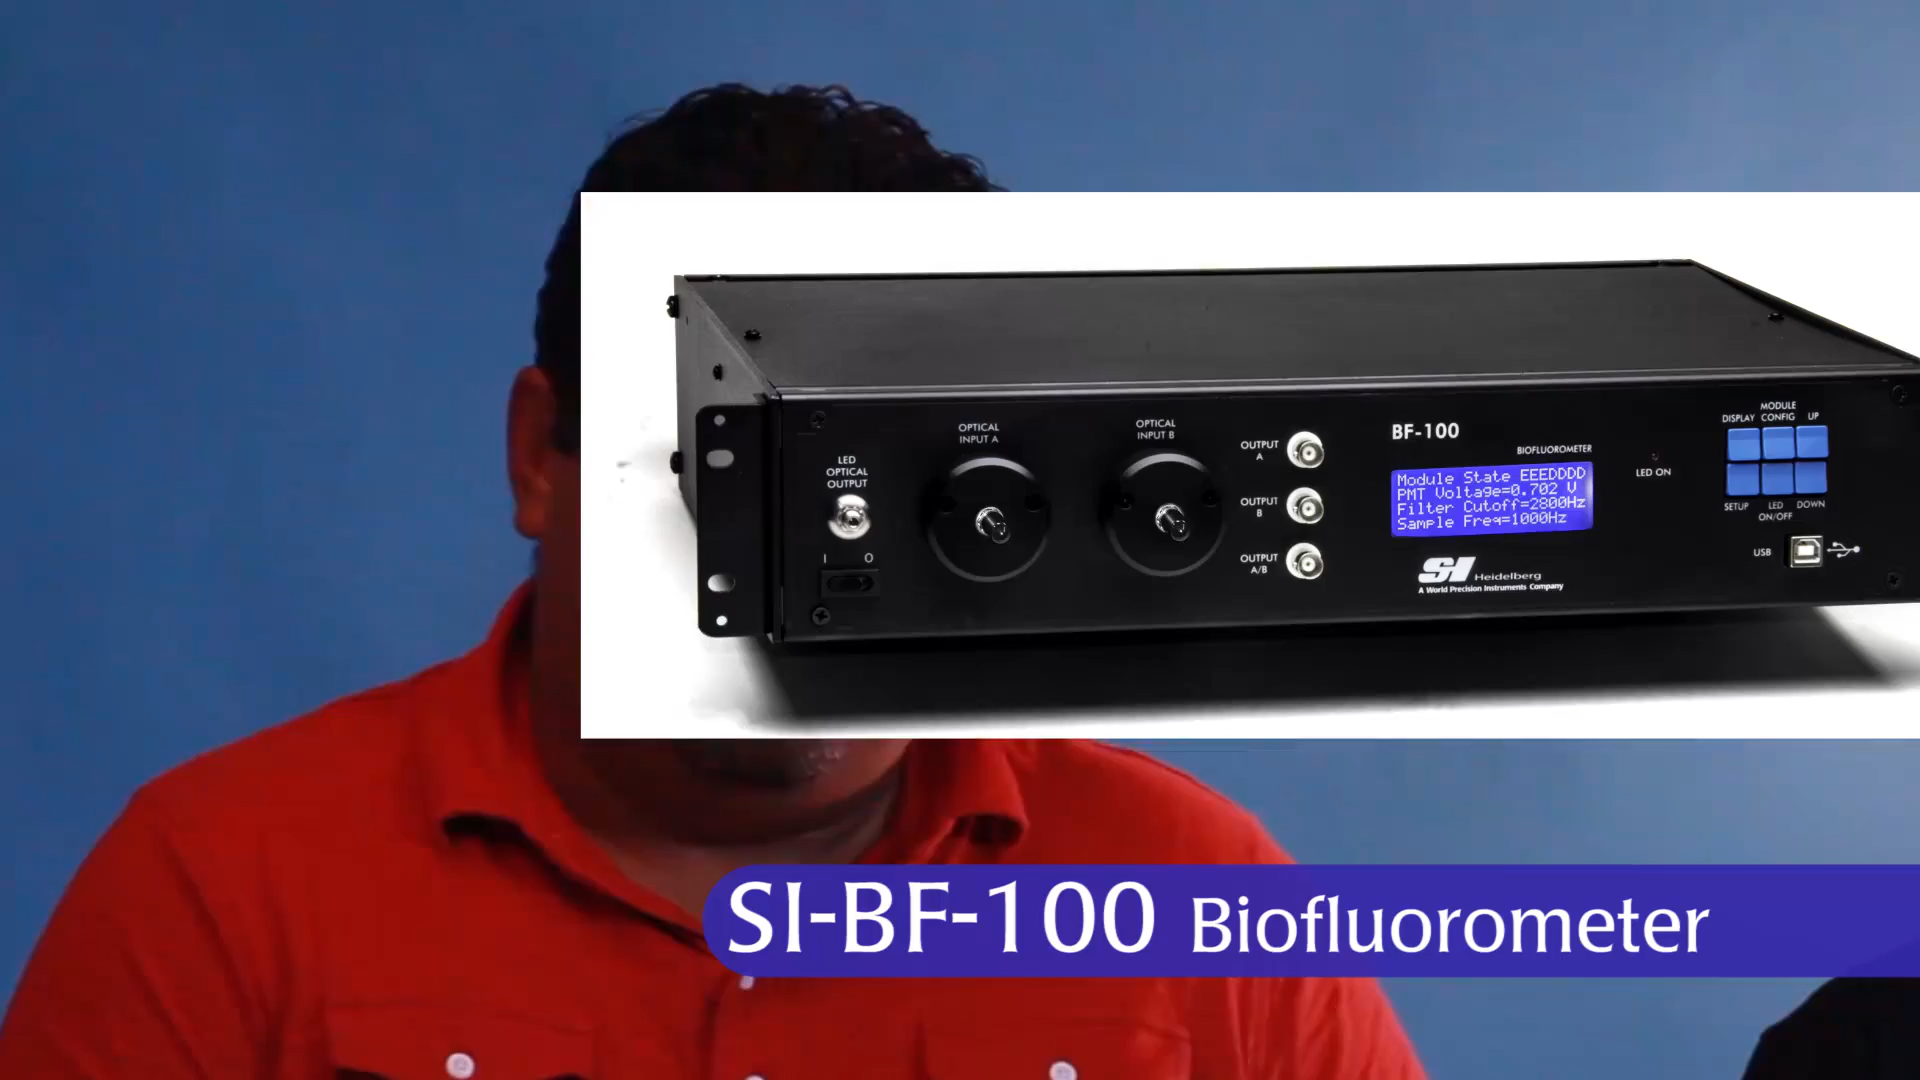 OPTICAL
INPUT A
OPTICAL
INPUT B
LED
OPTICAL
OUTPUT
I O
OUTPUT
A
OUTPUT
B
OUTPUT
A/B
BF-100
BIOFLUOROMETER
Module State EEEDDDD
PMT Voltage=0.702 V
Filter Cutoff=2800Hz
Sample Freq=1000Hz
SI Heidelberg
A World Precision Instruments Company
LED ON
DISPLAY MODULE CONFIG UP
SETUP LED ON/OFF DOWN
USB
SI-BF-100 Biofluorometer